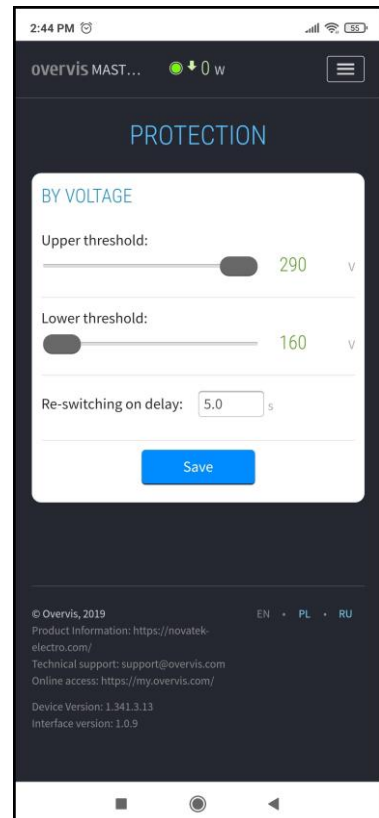 2:44 PM 55
overvis MAST... 0 w
PROTECTION
BY VOLTAGE
Upper threshold:
290 V
Lower threshold:
160 V
Re-switching on delay: 5.0 s
Save
© Overvis, 2019 EN • PL • RU
Product Information: https://novatek-
electro.com/
Technical support: support@overvis.com
Online access: https://my.overvis.com/
Device Version: 1.341.3.13
Interface version: 1.0.9